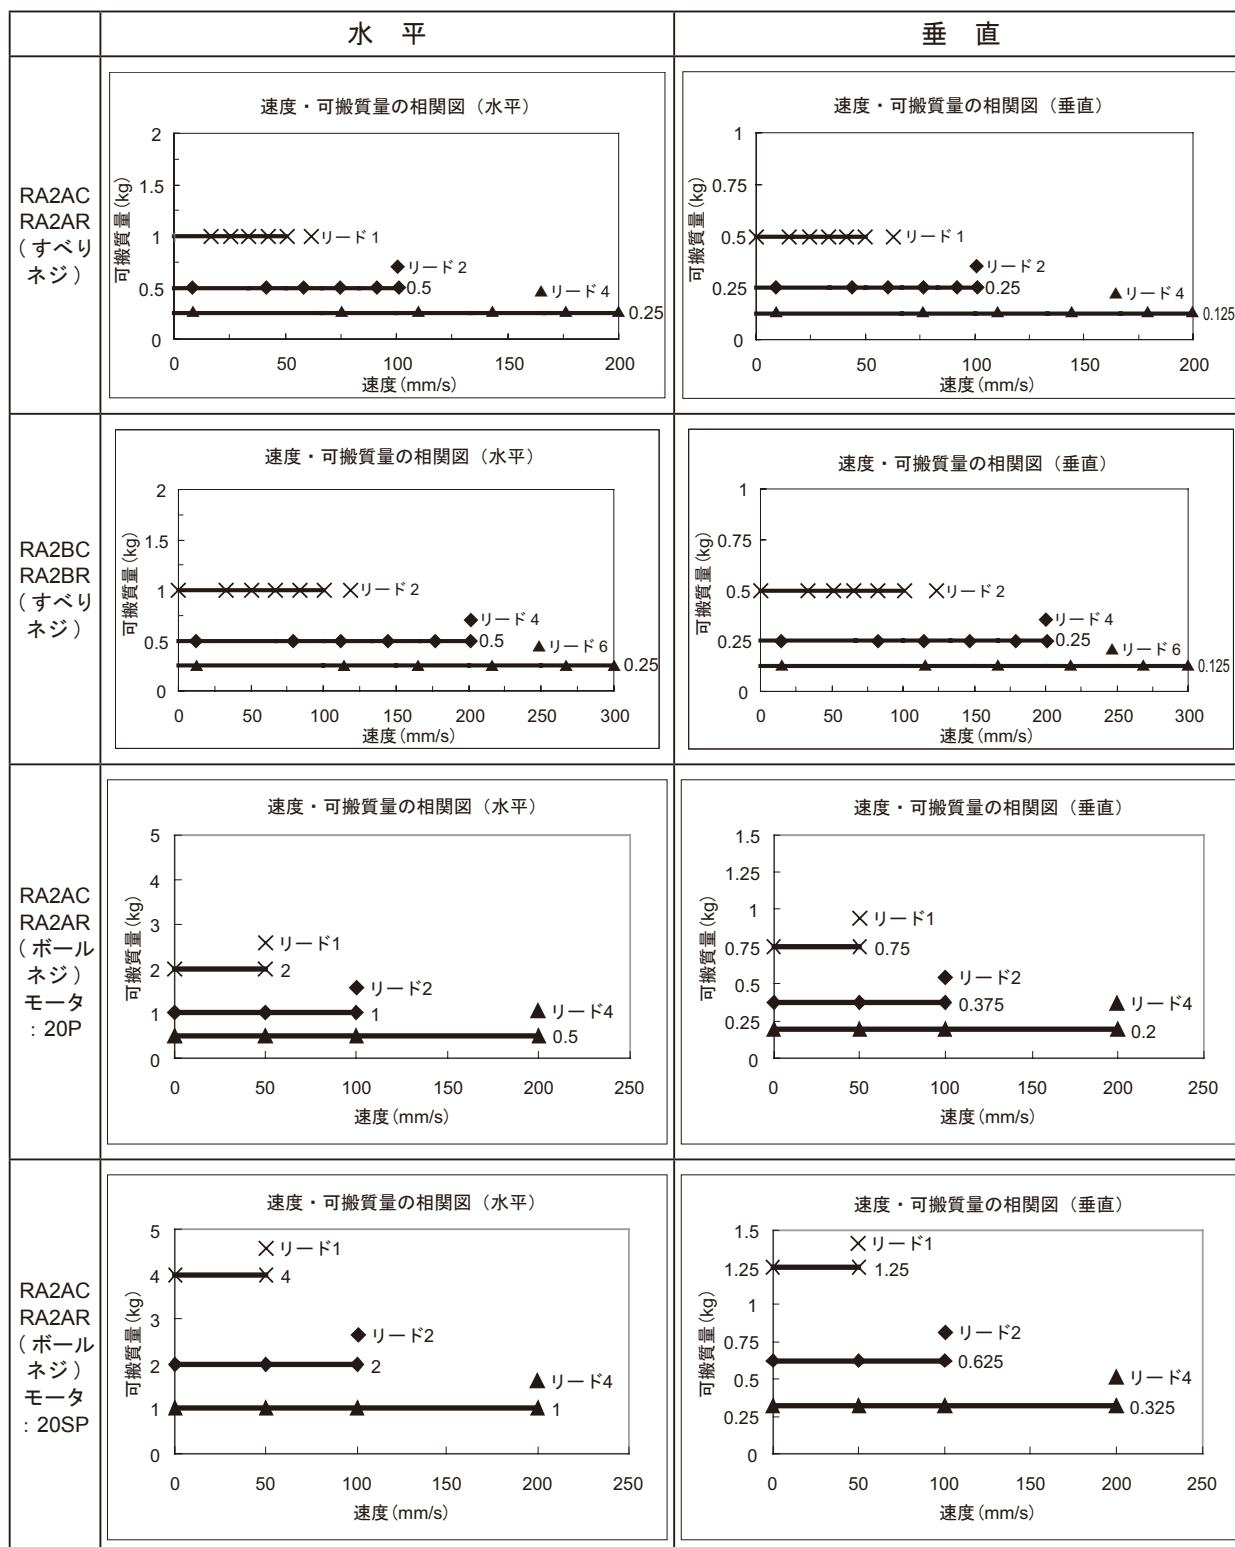 水 平
垂 直
RA2AC
RA2AR
(すべり
ネジ)
速度・可搬質量の相関図(水平)
可搬質量(kg)
2
1.5
1
0.5
0
リード1
リード2
0.5
リード4
0.25
0 50 100 150 200
速度(mm/s)
速度・可搬質量の相関図(垂直)
可搬質量(kg)
1
0.75
0.5
0.25
0
リード1
リード2
0.25
リード4
0.125
0 50 100 150 200
速度(mm/s)
RA2BC
RA2BR
(すべり
ネジ)
速度・可搬質量の相関図(水平)
可搬質量(kg)
2
1.5
1
0.5
0
リード2
リード4
0.5
リード6
0.25
0 50 100 150 200 250 300
速度(mm/s)
速度・可搬質量の相関図(垂直)
可搬質量(kg)
1
0.75
0.5
0.25
0
リード2
リード4
0.25
リード6
0.125
0 50 100 150 200 250 300
速度(mm/s)
RA2AC
RA2AR
(ボール
ネジ)
モータ
:20P
速度・可搬質量の相関図(水平)
可搬質量(kg)
5
4
3
2
1
0
リード1
2
リード2
1
リード4
0.5
0 50 100 150 200 250
速度(mm/s)
速度・可搬質量の相関図(垂直)
可搬質量(kg)
1.5
1.25
1
0.75
0.5
0.25
0
リード1
0.75
リード2
0.375
リード4
0.2
0 50 100 150 200 250
速度(mm/s)
RA2AC
RA2AR
(ボール
ネジ)
モータ
:20SP
速度・可搬質量の相関図(水平)
可搬質量(kg)
5
4
3
2
1
0
リード1
4
リード2
2
リード4
1
0 50 100 150 200 250
速度(mm/s)
速度・可搬質量の相関図(垂直)
可搬質量(kg)
1.5
1.25
1
0.75
0.5
0.25
0
リード1
1.25
リード2
0.625
リード4
0.325
0 50 100 150 200 250
速度(mm/s)